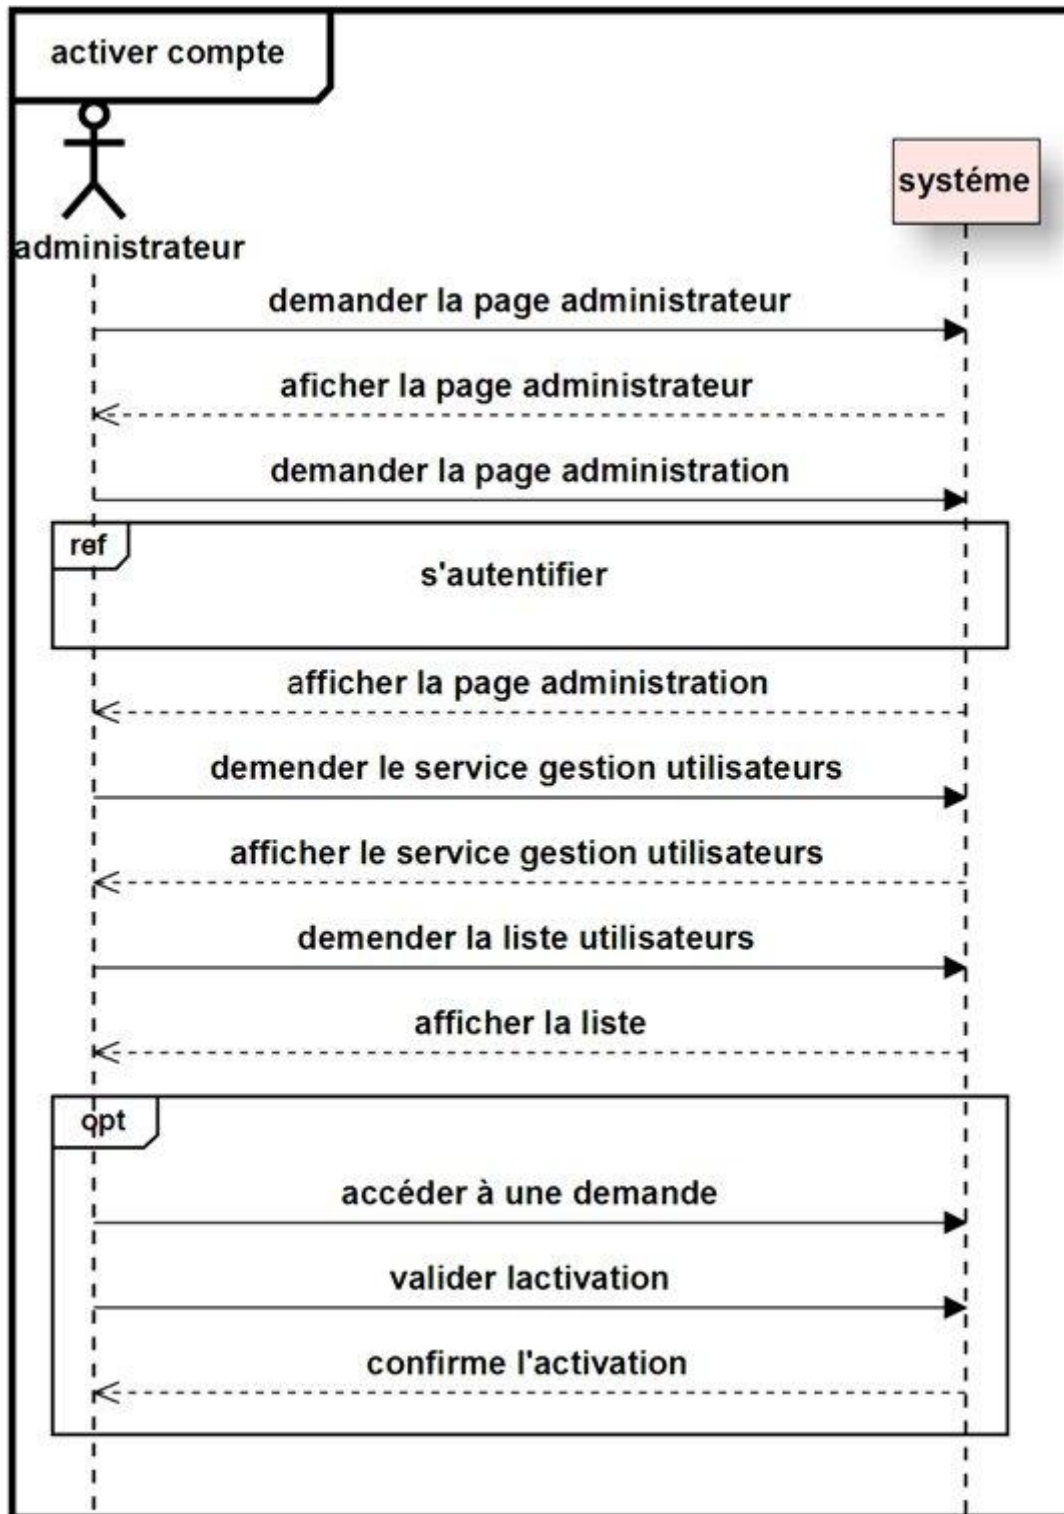 activer compte
systéme
administrateur
demander la page administrateur
aficher la page administrateur
demander la page administration
ref
s'autentifier
afficher la page administration
demender le service gestion utilisateurs
afficher le service gestion utilisateurs
demender la liste utilisateurs
afficher la liste
opt
accéder à une demande
valider lactivation
confirme l'activation